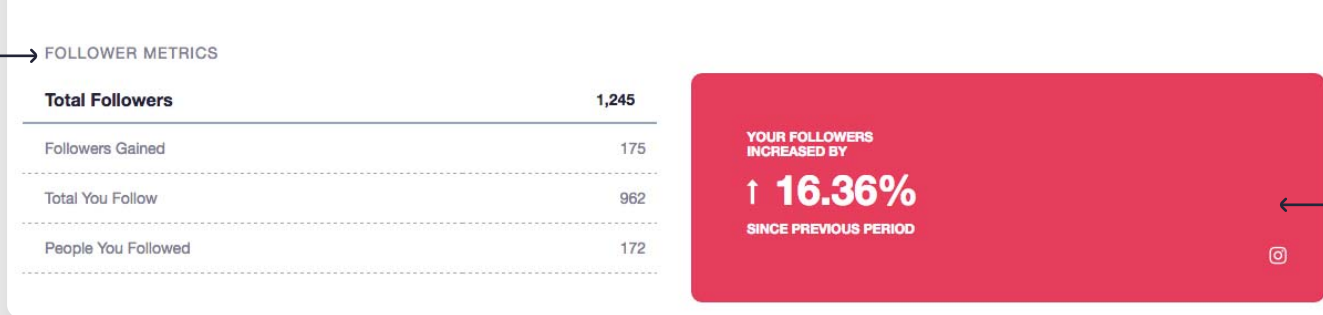 FOLLOWER METRICS
Total Followers 1,245
Followers Gained 175
Total You Follow 962
People You Followed 172
YOUR FOLLOWERS
INCREASED BY
↑ 16.36%
SINCE PREVIOUS PERIOD